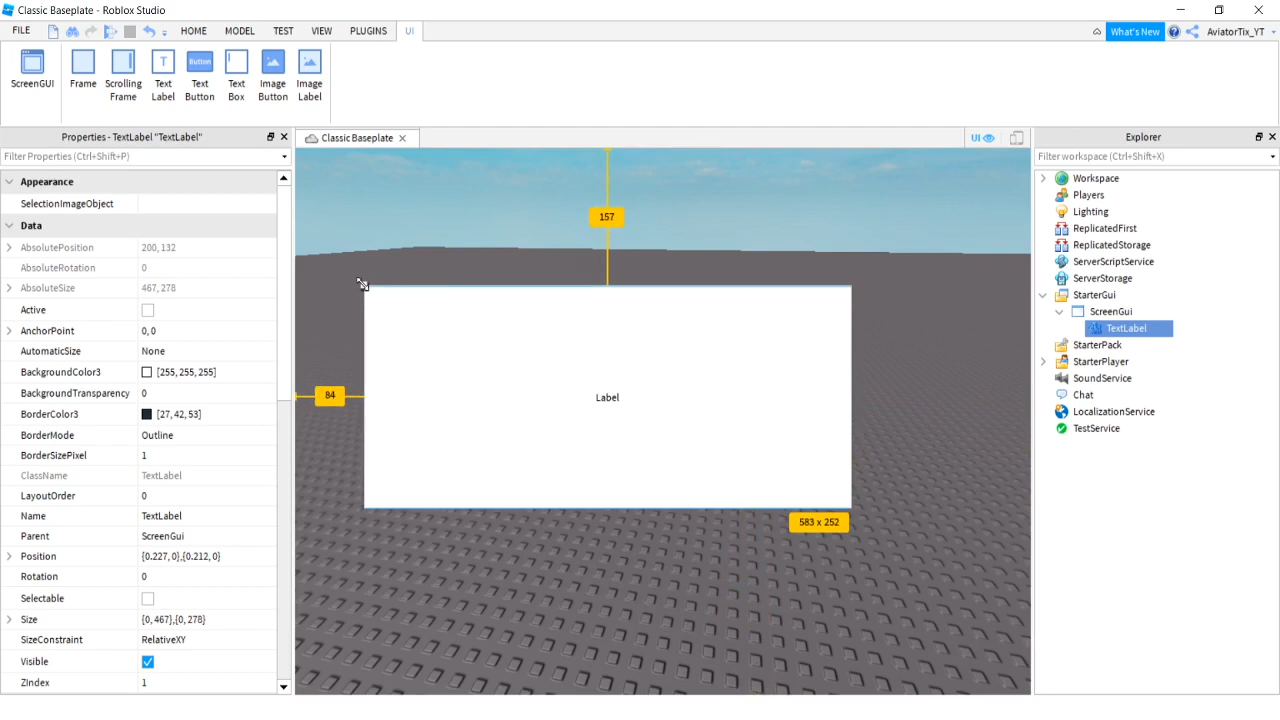 Classic Baseplate - Roblox Studio
FILE HOME MODEL TEST VIEW PLUGINS UI What's New AviatorTix_YT
ScreenGUI Frame Scrolling Frame Text Label Button Text Button Text Box Image Button Image Label
Properties - TextLabel "TextLabel"
Filter Properties (Ctrl+Shift+P)
Appearance
SelectionImageObject
Data
AbsolutePosition 200, 132
AbsoluteRotation 0
AbsoluteSize 467, 278
Active
AnchorPoint 0, 0
AutomaticSize None
BackgroundColor3 [255, 255, 255]
BackgroundTransparency 0
BorderColor3 [27, 42, 53]
BorderMode Outline
BorderSizePixel 1
ClassName TextLabel
LayoutOrder 0
Name TextLabel
Parent ScreenGui
Position {0.227, 0},{0.212, 0}
Rotation 0
Selectable
Size {0, 467},{0, 278}
SizeConstraint RelativeXY
Visible
ZIndex 1
Classic Baseplate
UI
157
84
Label
583 x 252
Explorer
Filter workspace (Ctrl+Shift+X)
Workspace
Players
Lighting
ReplicatedFirst
ReplicatedStorage
ServerScriptService
ServerStorage
StarterGui
ScreenGui
TextLabel
StarterPack
StarterPlayer
SoundService
Chat
LocalizationService
TestService